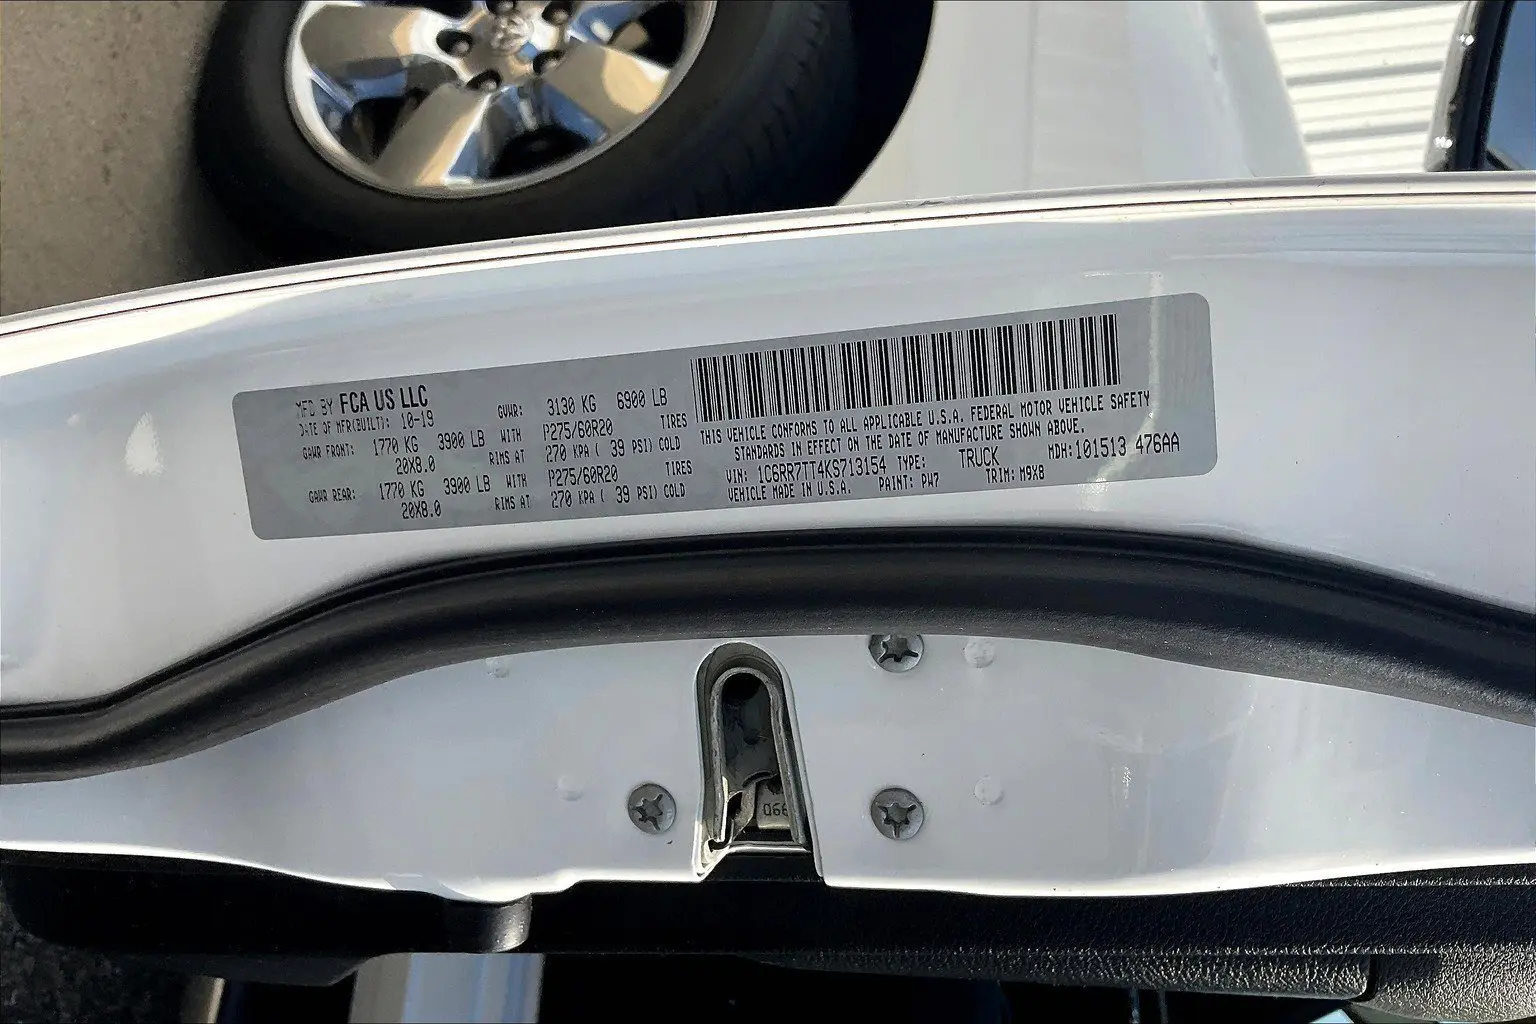 MFD BY FCA US LLC
DATE OF MFR(BUILT): 10-19 GVWR: 3130 KG 6900 LB
GAWR FRONT: 1770 KG 3900 LB WITH P275/60R20 TIRES
20X8.0 RIMS AT 270 KPA ( 39 PSI) COLD
GAWR REAR: 1770 KG 3900 LB WITH P275/60R20 TIRES
20X8.0 RIMS AT 270 KPA ( 39 PSI) COLD
THIS VEHICLE CONFORMS TO ALL APPLICABLE U.S.A. FEDERAL MOTOR VEHICLE SAFETY
STANDARDS IN EFFECT ON THE DATE OF MANUFACTURE SHOWN ABOVE.
VIN: 1C6RR7TT4KS713154 TYPE: TRUCK MDH: 101513 476AA
VEHICLE MADE IN U.S.A. PAINT: PW7 TRIM: M9X8